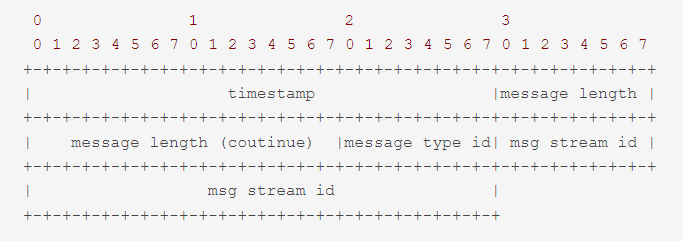 0 1 2 3
0 1 2 3 4 5 6 7 0 1 2 3 4 5 6 7 0 1 2 3 4 5 6 7 0 1 2 3 4 5 6 7
+-+-+-+-+-+-+-+-+-+-+-+-+-+-+-+-+-+-+-+-+-+-+-+-+-+-+-+-+-+-+-+-+
| timestamp |message length |
+-+-+-+-+-+-+-+-+-+-+-+-+-+-+-+-+-+-+-+-+-+-+-+-+-+-+-+-+-+-+-+-+
| message length (coutinue) |message type id| msg stream id |
+-+-+-+-+-+-+-+-+-+-+-+-+-+-+-+-+-+-+-+-+-+-+-+-+-+-+-+-+-+-+-+-+
| msg stream id |
+-+-+-+-+-+-+-+-+-+-+-+-+-+-+-+-+-+-+-+-+-+-+-+-+